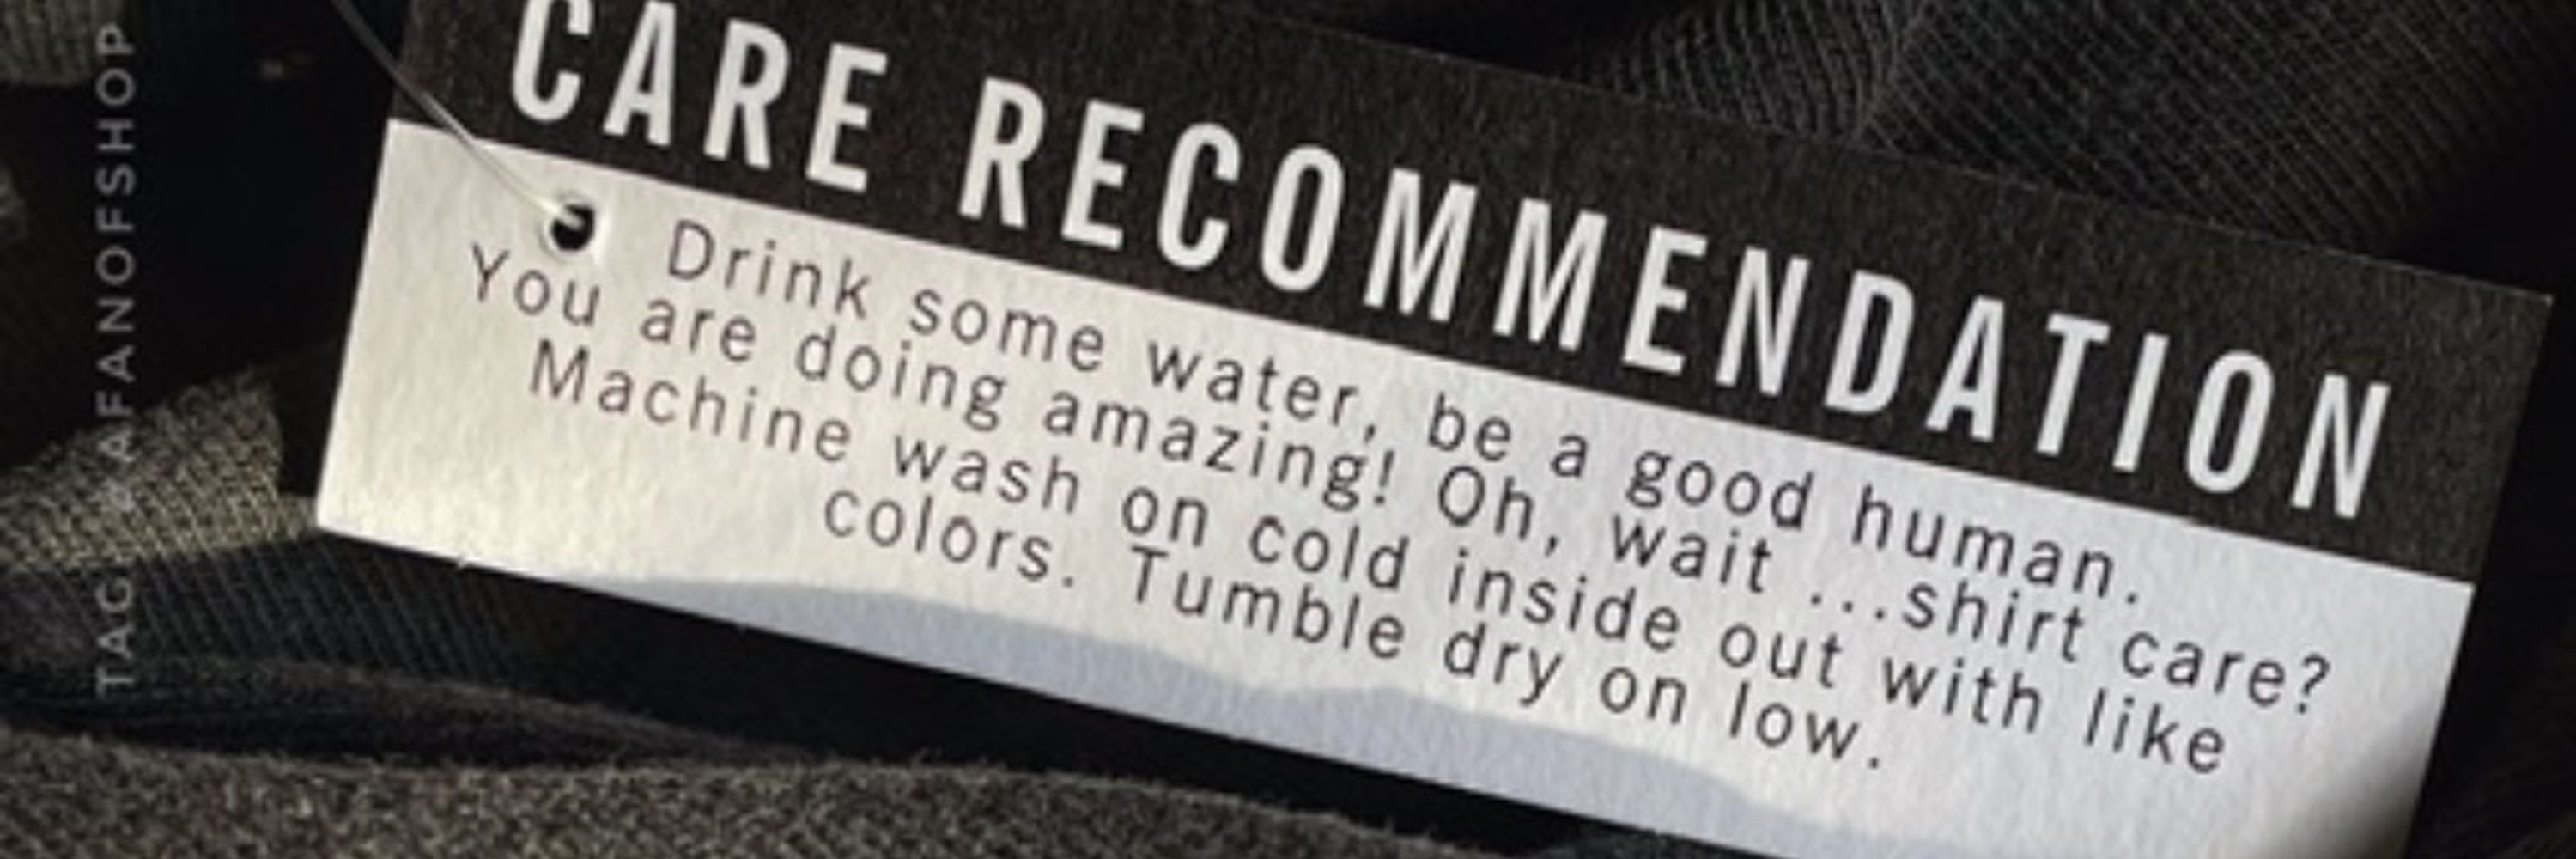 CARE RECOMMENDATION
Drink some water, be a good human.
You are doing amazing! Oh, wait ...shirt care?
Machine wash on cold inside out with like
colors. Tumble dry on low.
TAG AFANOFSHOP